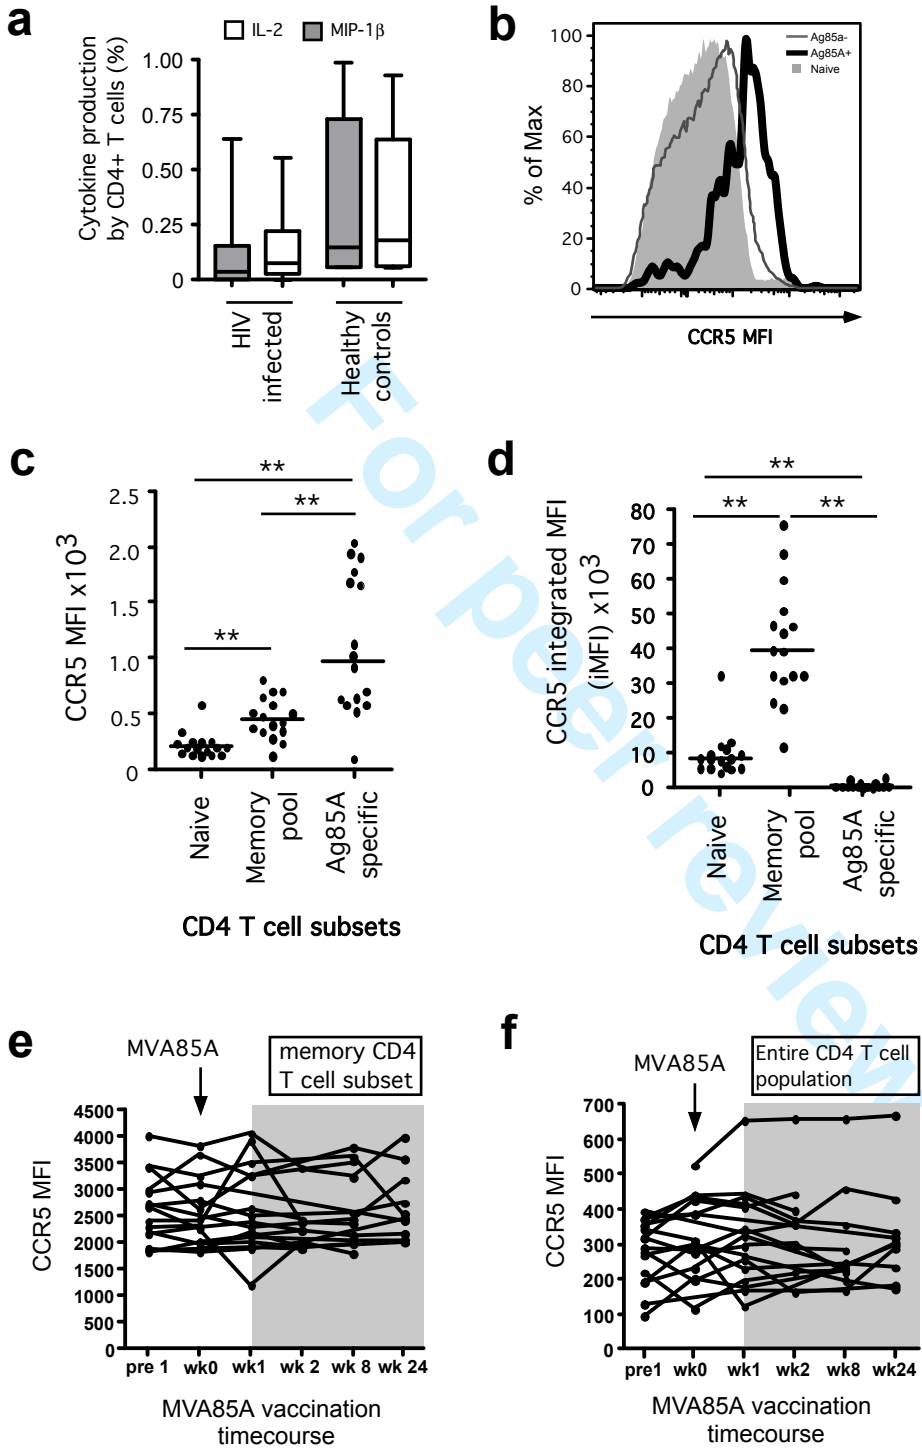 a
IL-2 MIP-1β
Cytokine production
by CD4+ T cells (%)
1.00
0.75
0.50
0.25
0
HIV
infected
Healthy
controls
b
Ag85a-
Ag85A+
Naive
% of Max
100
80
60
40
20
0
CCR5 MFI
For peer review
c
**
**
**
CCR5 MFI x10³
2.5
2.0
1.5
1.0
0.5
0
Naive
Memory
pool
Ag85A
specific
CD4 T cell subsets
d
**
** **
CCR5 integrated MFI
(iMFI) x10³
80
70
60
50
40
30
20
10
0
Naive
Memory
pool
Ag85A
specific
CD4 T cell subsets
e
MVA85A
memory CD4
T cell subset
CCR5 MFI
4500
4000
3500
3000
2500
2000
1500
1000
500
0
pre 1 wk0 wk1 wk 2 wk 8 wk 24
MVA85A vaccination
timecourse
f
MVA85A
Entire CD4 T cell
population
CCR5 MFI
700
600
500
400
300
200
100
0
pre1 wk0 wk1 wk2 wk8 wk24
MVA85A vaccination
timecourse